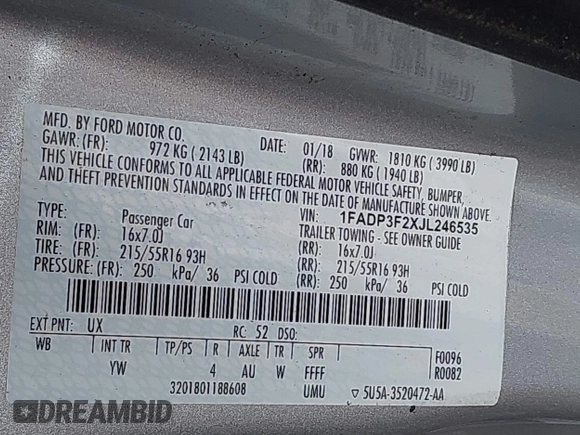 MFD. BY FORD MOTOR CO.
DATE: 01/18 GVWR: 1810 KG (3990 LB)
GAWR: (FR): 972 KG (2143 LB) (RR): 880 KG (1940 LB)
THIS VEHICLE CONFORMS TO ALL APPLICABLE FEDERAL MOTOR VEHICLE SAFETY, BUMPER,
AND THEFT PREVENTION STANDARDS IN EFFECT ON THE DATE OF MANUFACTURE SHOWN ABOVE.
VIN: 1FADP3F2XJL246535
TYPE: Passenger Car TRAILER TOWING - SEE OWNER GUIDE
RIM: (FR): 16x7.0J (RR): 16x7.0J
TIRE: (FR): 215/55R16 93H (RR): 215/55R16 93H
PRESSURE: (FR): 250 kPa/ 36 PSI COLD (RR): 250 kPa/ 36 PSI COLD
EXT PNT: UX RC: 52 DSO: F0096
WB INT TR TP/PS R AXLE TR SPR R0082
YW 4 AU W FFFF
3201801188608 UMU ▽ 5U5A-3520472-AA
DREAMBID